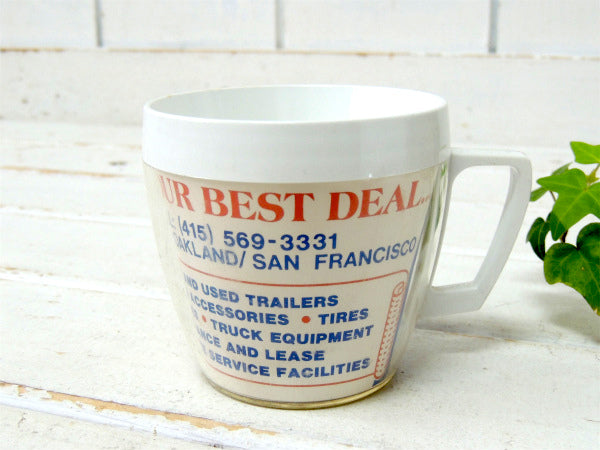 UR BEST DEAL...
(415) 569-3331
OAKLAND/ SAN FRANCISCO
ND USED TRAILERS
ACCESSORIES • TIRES
• TRUCK EQUIPMENT
NCE AND LEASE
SERVICE FACILITIES